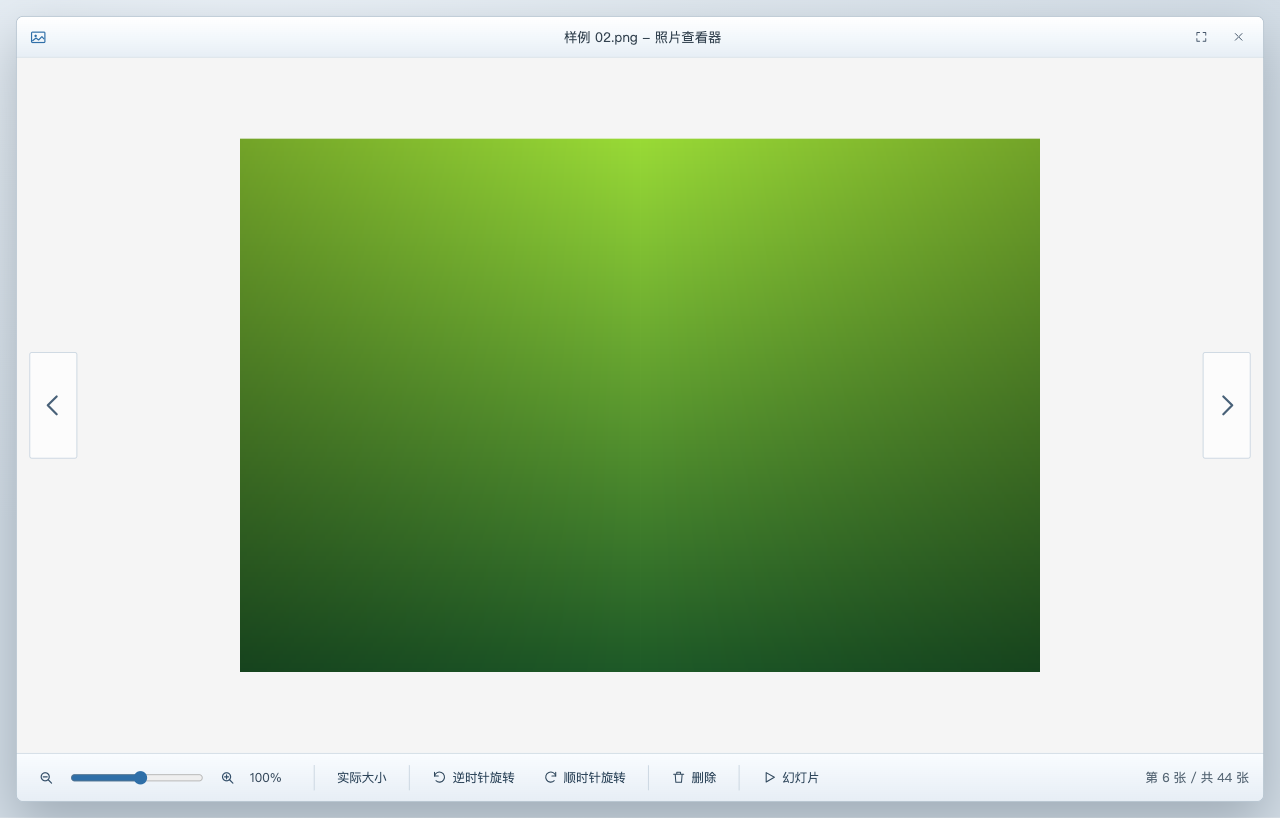 样例 02.png – 照片查看器
100%
实际大小
逆时针旋转
顺时针旋转
删除
幻灯片
第 6 张 / 共 44 张